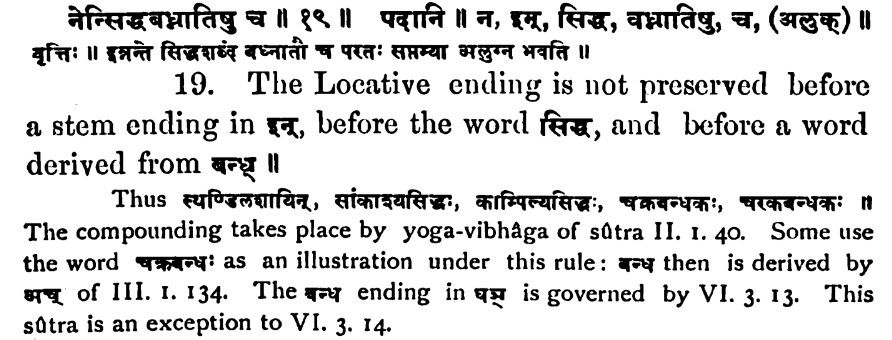 नेन्सिद्धबध्नातिषु च ॥ १९ ॥ पदानि ॥ न, इन्, सिद्ध, बध्नातिषु, च, (अलुक्) ॥
वृत्तिः ॥ इन्नन्ते सिद्धशब्दे बध्नातौ च परतः सप्तम्या अलुग्न भवति ॥
19. The Locative ending is not preserved before
a stem ending in इन्, before the word सिद्ध, and before a word
derived from बन्ध् ॥
Thus स्थण्डिलशायिन्, सांकाश्यसिद्धः, काम्पिल्यसिद्धः, चक्रबन्धकः, चरकबन्धकः ॥
The compounding takes place by yoga-vibhâga of sûtra II. 1. 40. Some use
the word चक्रबन्धः as an illustration under this rule: बन्ध then is derived by
अच् of III. 1. 134. The बन्ध ending in घञ् is governed by VI. 3. 13. This
sûtra is an exception to VI. 3. 14.